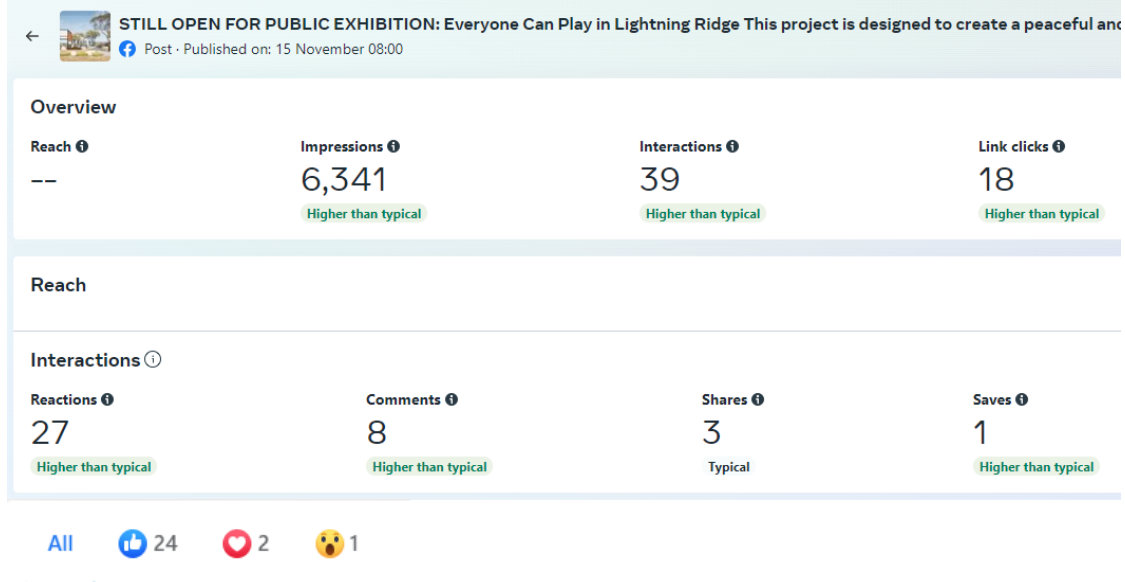 STILL OPEN FOR PUBLIC EXHIBITION: Everyone Can Play in Lightning Ridge This project is designed to create a peaceful and
Post · Published on: 15 November 08:00
Overview
Reach Impressions Interactions Link clicks
-- 6,341 39 18
Higher than typical Higher than typical Higher than typical
Reach
Interactions
Reactions Comments Shares Saves
27 8 3 1
Higher than typical Higher than typical Typical Higher than typical
All 24 2 1